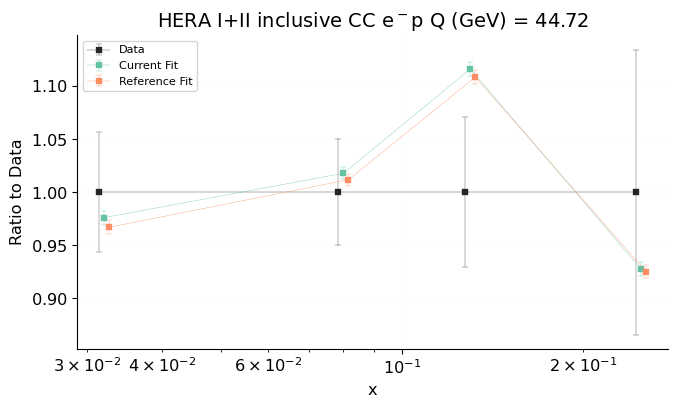 HERA I+II inclusive CC e⁻p Q (GeV) = 44.72
Data
Current Fit
Reference Fit
Ratio to Data
1.10
1.05
1.00
0.95
0.90
3 × 10⁻² 4 × 10⁻² 6 × 10⁻² 10⁻¹ 2 × 10⁻¹
x